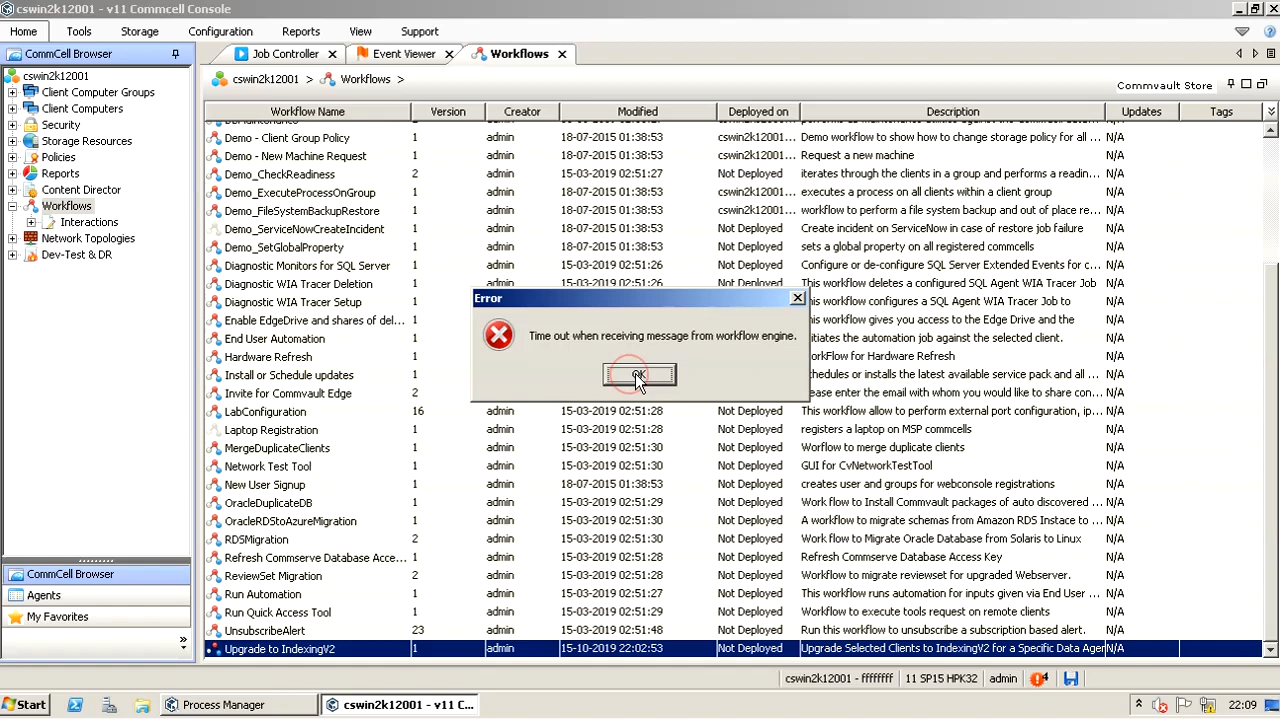 cswin2k12001 - v11 Commcell Console
Home Tools Storage Configuration Reports View Support
CommCell Browser
cswin2k12001
Client Computer Groups
Client Computers
Security
Storage Resources
Policies
Reports
Content Director
Workflows
Interactions
Network Topologies
Dev-Test & DR
CommCell Browser
Agents
My Favorites
Job Controller Event Viewer Workflows
cswin2k12001 > Workflows >
Commvault Store
Workflow Name Version Creator Modified Deployed on Description Updates Tags
Demo - Client Group Policy 1 admin 18-07-2015 01:38:53 cswin2k12001... Demo workflow to show how to change storage policy for all ... N/A
Demo - New Machine Request 1 admin 18-07-2015 01:38:53 cswin2k12001... Request a new machine N/A
Demo_CheckReadiness 2 admin 15-03-2019 02:51:27 Not Deployed iterates through the clients in a group and performs a readin... N/A
Demo_ExecuteProcessOnGroup 1 admin 18-07-2015 01:38:53 cswin2k12001... executes a process on all clients within a client group N/A
Demo_FileSystemBackupRestore 1 admin 18-07-2015 01:38:53 cswin2k12001... workflow to perform a file system backup and out of place re... N/A
Demo_ServiceNowCreateIncident 1 admin 18-07-2015 01:38:53 Not Deployed Create incident on ServiceNow in case of restore job failure N/A
Demo_SetGlobalProperty 1 admin 18-07-2015 01:38:53 Not Deployed sets a global property on all registered commcells N/A
Diagnostic Monitors for SQL Server 1 admin 15-03-2019 02:51:26 Not Deployed Configure or de-configure SQL Server Extended Events for c... N/A
Diagnostic WIA Tracer Deletion 1 admin 15-03-2019 02:51:26 Not Deployed This workflow deletes a configured SQL Agent WIA Tracer Job N/A
Diagnostic WIA Tracer Setup 1 configures a SQL Agent WIA Tracer Job to N/A
Enable EdgeDrive and shares of del... 1 gives you access to the Edge Drive and the N/A
End User Automation 1 the automation job against the selected client. N/A
Hardware Refresh 1 for Hardware Refresh N/A
Install or Schedule updates 1 or installs the latest available service pack and all ... N/A
Invite for Commvault Edge 2 enter the email with whom you would like to share con... N/A
LabConfiguration 16 admin 15-03-2019 02:51:28 Not Deployed This workflow allow to perform external port configuration, ip... N/A
Laptop Registration 1 admin 15-03-2019 02:51:28 Not Deployed registers a laptop on MSP commcells N/A
MergeDuplicateClients 1 admin 15-03-2019 02:51:30 Not Deployed Worflow to merge duplicate clients N/A
Network Test Tool 1 admin 15-03-2019 02:51:30 Not Deployed GUI for CvNetworkTestTool N/A
New User Signup 1 admin 18-07-2015 01:38:53 Not Deployed creates user and groups for webconsole registrations N/A
OracleDuplicateDB 1 admin 15-03-2019 02:51:29 Not Deployed Work flow to Install Commvault packages of auto discovered ... N/A
OracleRDStoAzureMigration 1 admin 15-03-2019 02:51:30 Not Deployed A workflow to migrate schemas from Amazon RDS Instace to ... N/A
RDSMigration 2 admin 15-03-2019 02:51:30 Not Deployed Work flow to Migrate Oracle Database from Solaris to Linux N/A
Refresh Commserve Database Acce... 1 admin 15-03-2019 02:51:28 Not Deployed Refresh Commserve Database Access Key N/A
ReviewSet Migration 2 admin 15-03-2019 02:51:28 Not Deployed Workflow to migrate reviewset for upgraded Webserver. N/A
Run Automation 1 admin 15-03-2019 02:51:27 Not Deployed This workflow runs automation for inputs given via End User ... N/A
Run Quick Access Tool 1 admin 15-03-2019 02:51:29 Not Deployed Workflow to execute tools request on remote clients N/A
UnsubscribeAlert 23 admin 15-03-2019 02:51:48 Not Deployed Run this workflow to unsubscribe a subscription based alert. N/A
Upgrade to IndexingV2 1 admin 15-10-2019 22:02:53 Not Deployed Upgrade Selected Clients to IndexingV2 for a Specific Data Agen N/A
Error
Time out when receiving message from workflow engine.
OK
cswin2k12001 - ffffffff 11 SP15 HPK32 admin 4
Start Process Manager cswin2k12001 - v11 C... 22:09